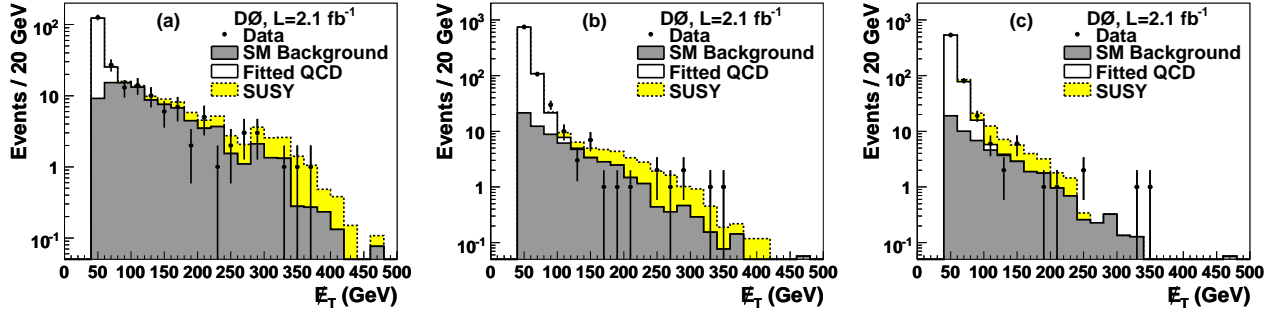 (a) DØ, L=2.1 fb⁻¹
Data
SM Background
Fitted QCD
SUSY
Events / 20 GeV
10²
10
1
10⁻¹
0 50 100 150 200 250 300 350 400 450 500
E̸_T (GeV)
(b) DØ, L=2.1 fb⁻¹
Data
SM Background
Fitted QCD
SUSY
Events / 20 GeV
10³
10²
10
1
10⁻¹
0 50 100 150 200 250 300 350 400 450 500
E̸_T (GeV)
(c) DØ, L=2.1 fb⁻¹
Data
SM Background
Fitted QCD
SUSY
Events / 20 GeV
10³
10²
10
1
10⁻¹
0 50 100 150 200 250 300 350 400 450 500
E̸_T (GeV)